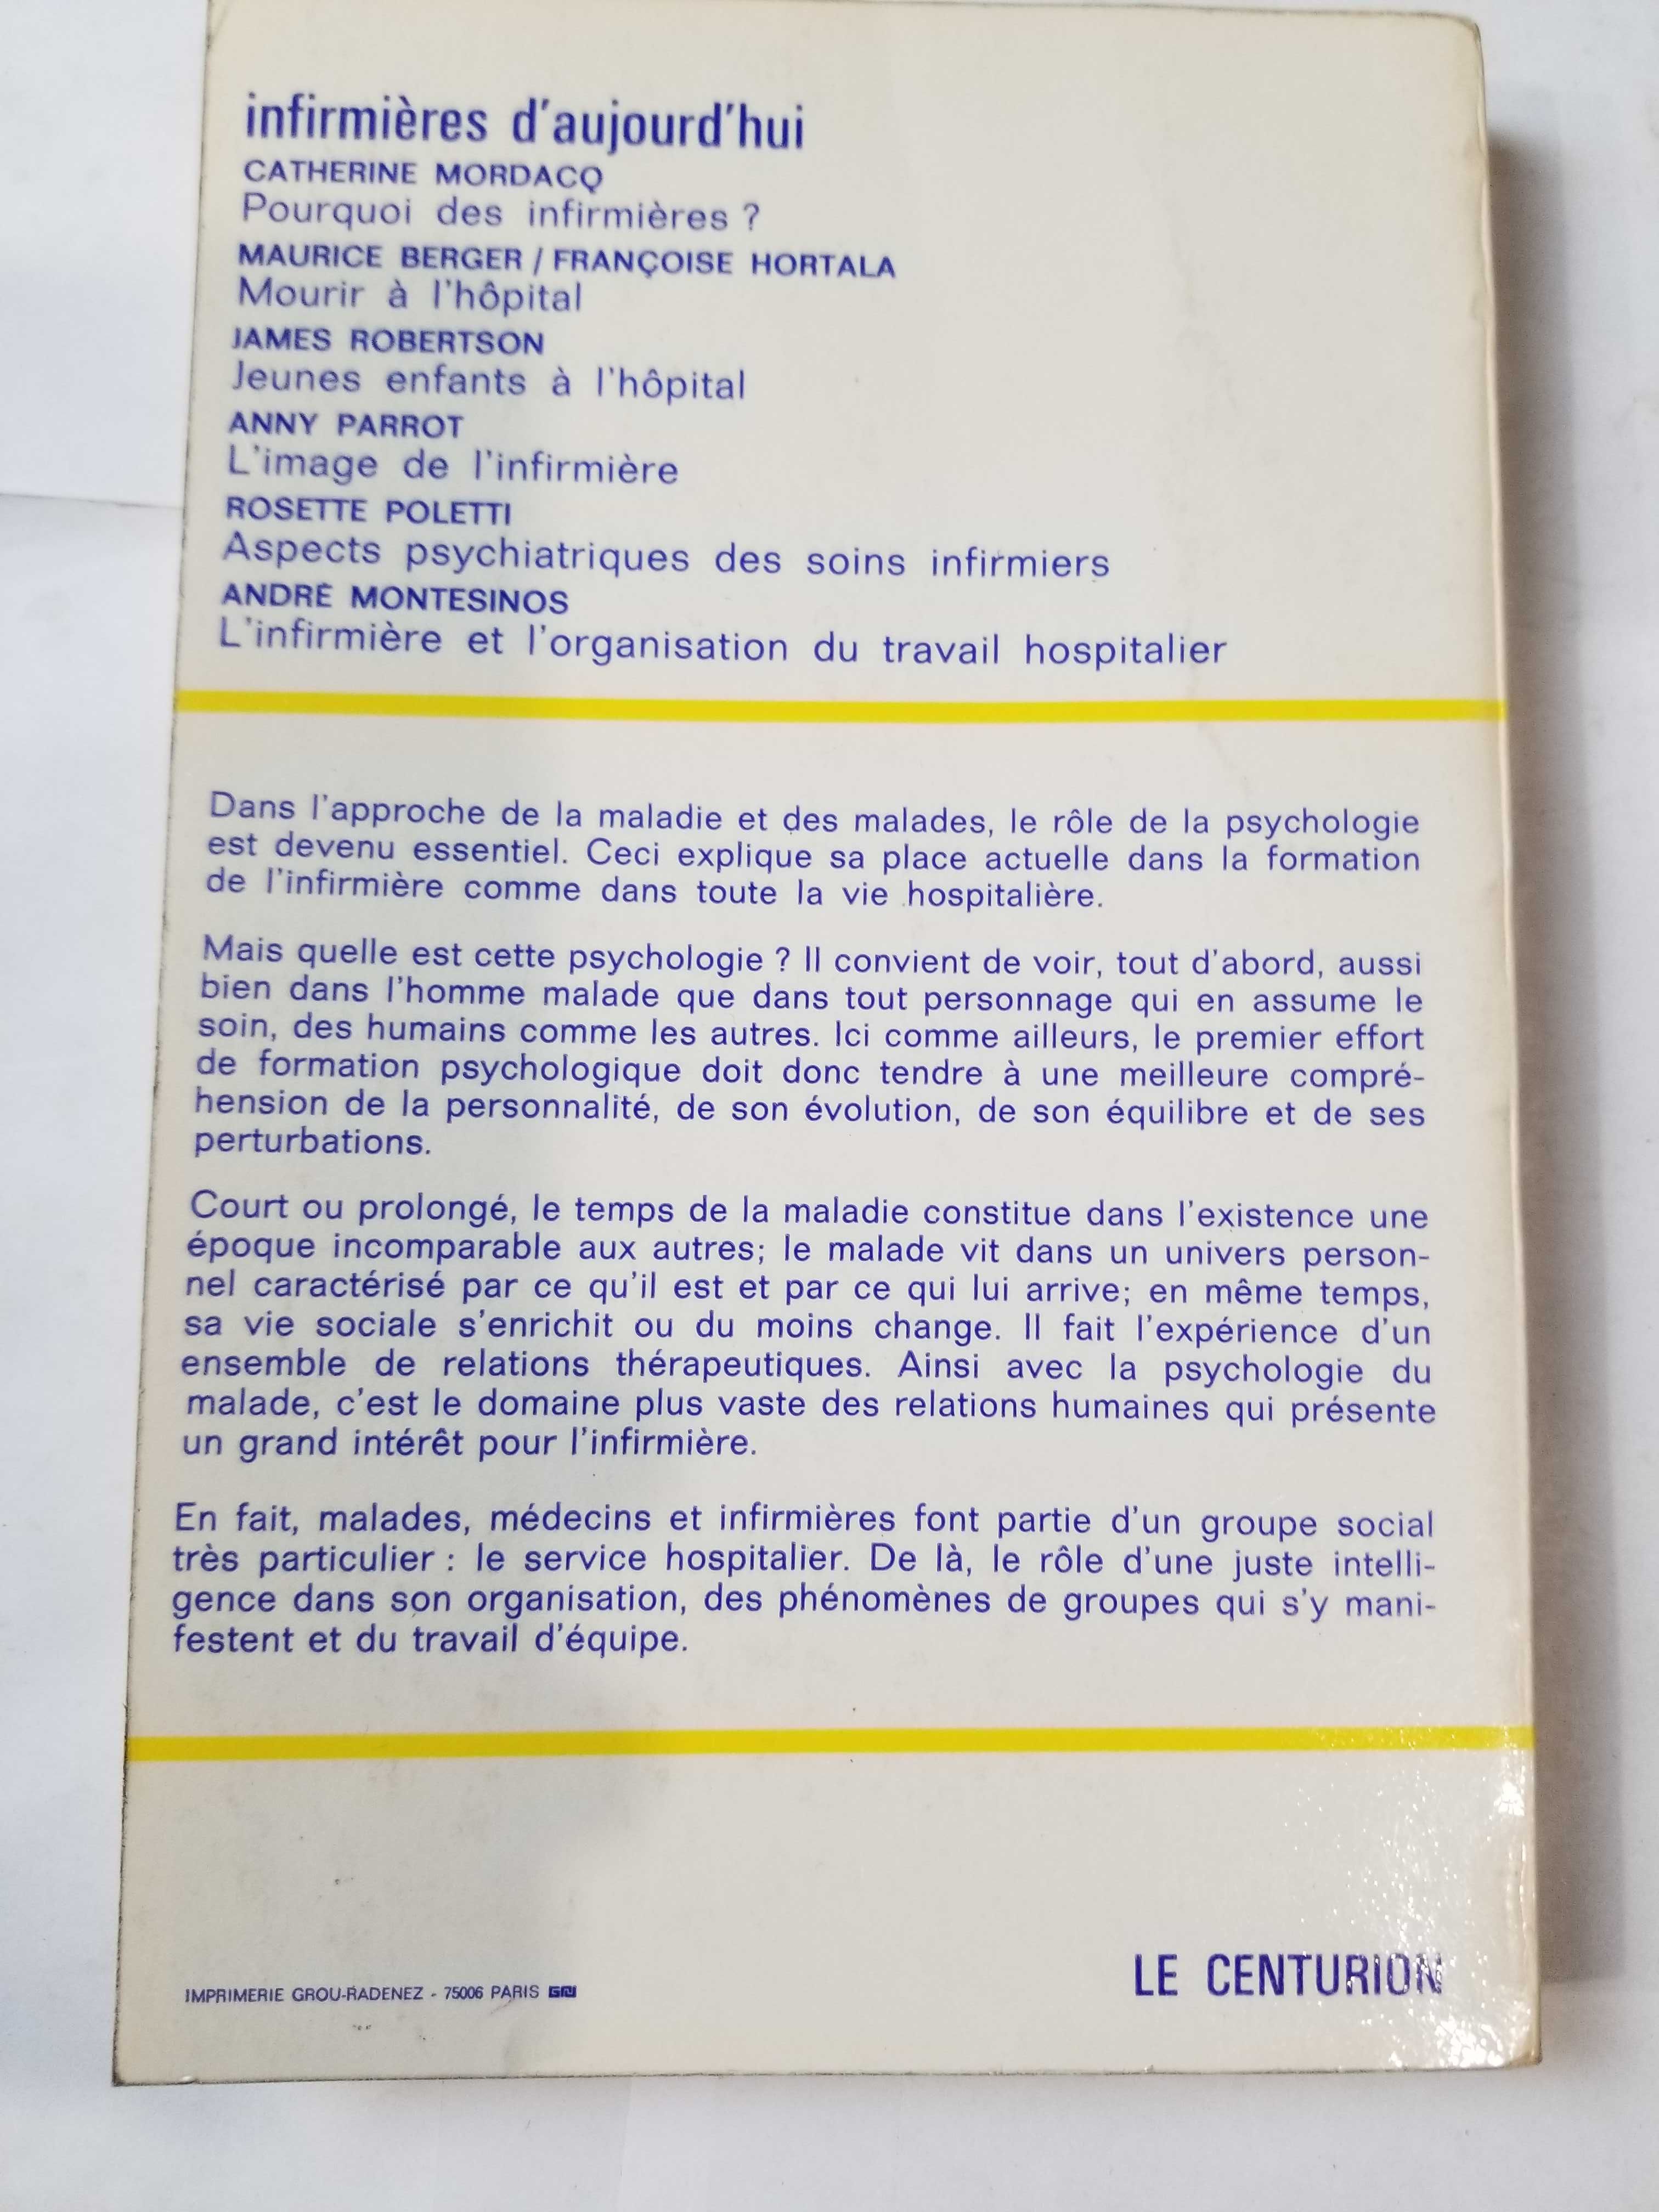 infirmières d'aujourd'hui
CATHERINE MORDACQ
Pourquoi des infirmières ?
MAURICE BERGER / FRANÇOISE HORTALA
Mourir à l'hôpital
JAMES ROBERTSON
Jeunes enfants à l'hôpital
ANNY PARROT
L'image de l'infirmière
ROSETTE POLETTI
Aspects psychiatriques des soins infirmiers
ANDRÉ MONTESINOS
L'infirmière et l'organisation du travail hospitalier
Dans l'approche de la maladie et des malades, le rôle de la psychologie
est devenu essentiel. Ceci explique sa place actuelle dans la formation
de l'infirmière comme dans toute la vie hospitalière.
Mais quelle est cette psychologie ? Il convient de voir, tout d'abord, aussi
bien dans l'homme malade que dans tout personnage qui en assume le
soin, des humains comme les autres. Ici comme ailleurs, le premier effort
de formation psychologique doit donc tendre à une meilleure compré-
hension de la personnalité, de son évolution, de son équilibre et de ses
perturbations.
Court ou prolongé, le temps de la maladie constitue dans l'existence une
époque incomparable aux autres; le malade vit dans un univers person-
nel caractérisé par ce qu'il est et par ce qui lui arrive; en même temps,
sa vie sociale s'enrichit ou du moins change. Il fait l'expérience d'un
ensemble de relations thérapeutiques. Ainsi avec la psychologie du
malade, c'est le domaine plus vaste des relations humaines qui présente
un grand intérêt pour l'infirmière.
En fait, malades, médecins et infirmières font partie d'un groupe social
très particulier : le service hospitalier. De là, le rôle d'une juste intelli-
gence dans son organisation, des phénomènes de groupes qui s'y mani-
festent et du travail d'équipe.
LE CENTURION
IMPRIMERIE GROU-RADENEZ - 75006 PARIS GRJ